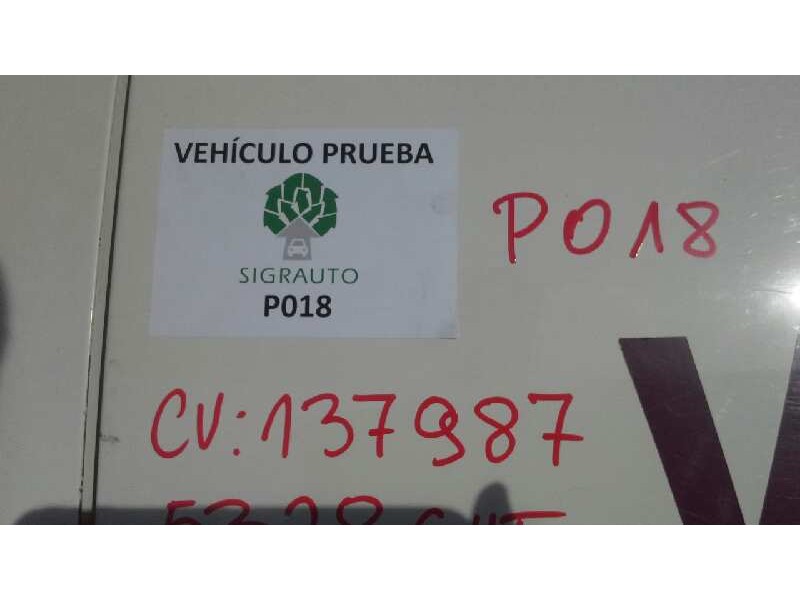 VEHÍCULO PRUEBA
SIGRAUTO
P018
P018
CV: 137987